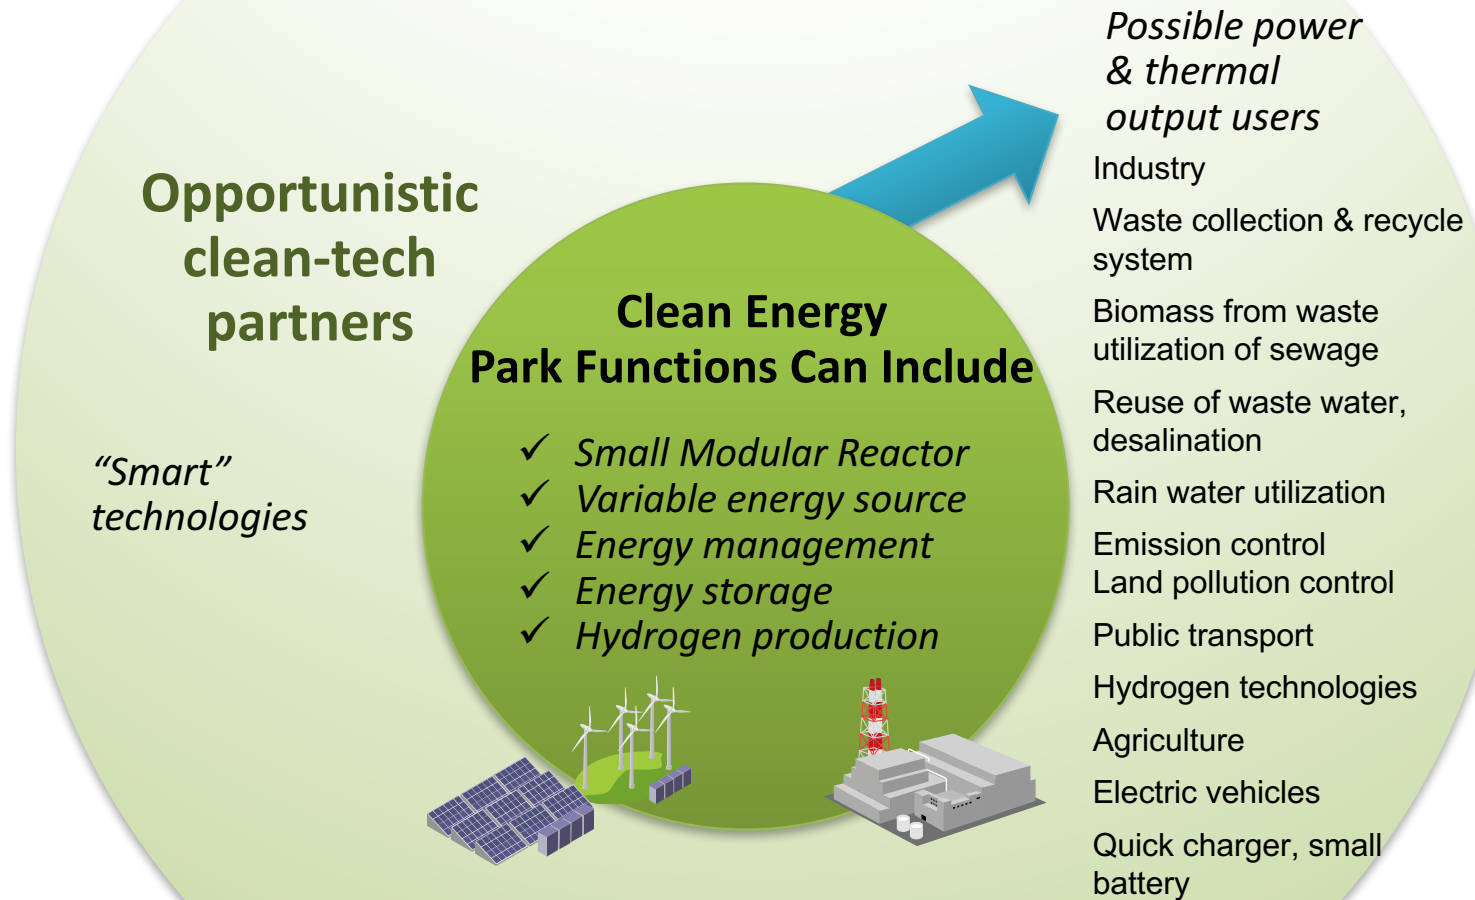 Opportunistic
clean-tech
partners
“Smart”
technologies
Clean Energy
Park Functions Can Include
✓ Small Modular Reactor
✓ Variable energy source
✓ Energy management
✓ Energy storage
✓ Hydrogen production
Possible power
& thermal
output users
Industry
Waste collection & recycle
system
Biomass from waste
utilization of sewage
Reuse of waste water,
desalination
Rain water utilization
Emission control
Land pollution control
Public transport
Hydrogen technologies
Agriculture
Electric vehicles
Quick charger, small
battery